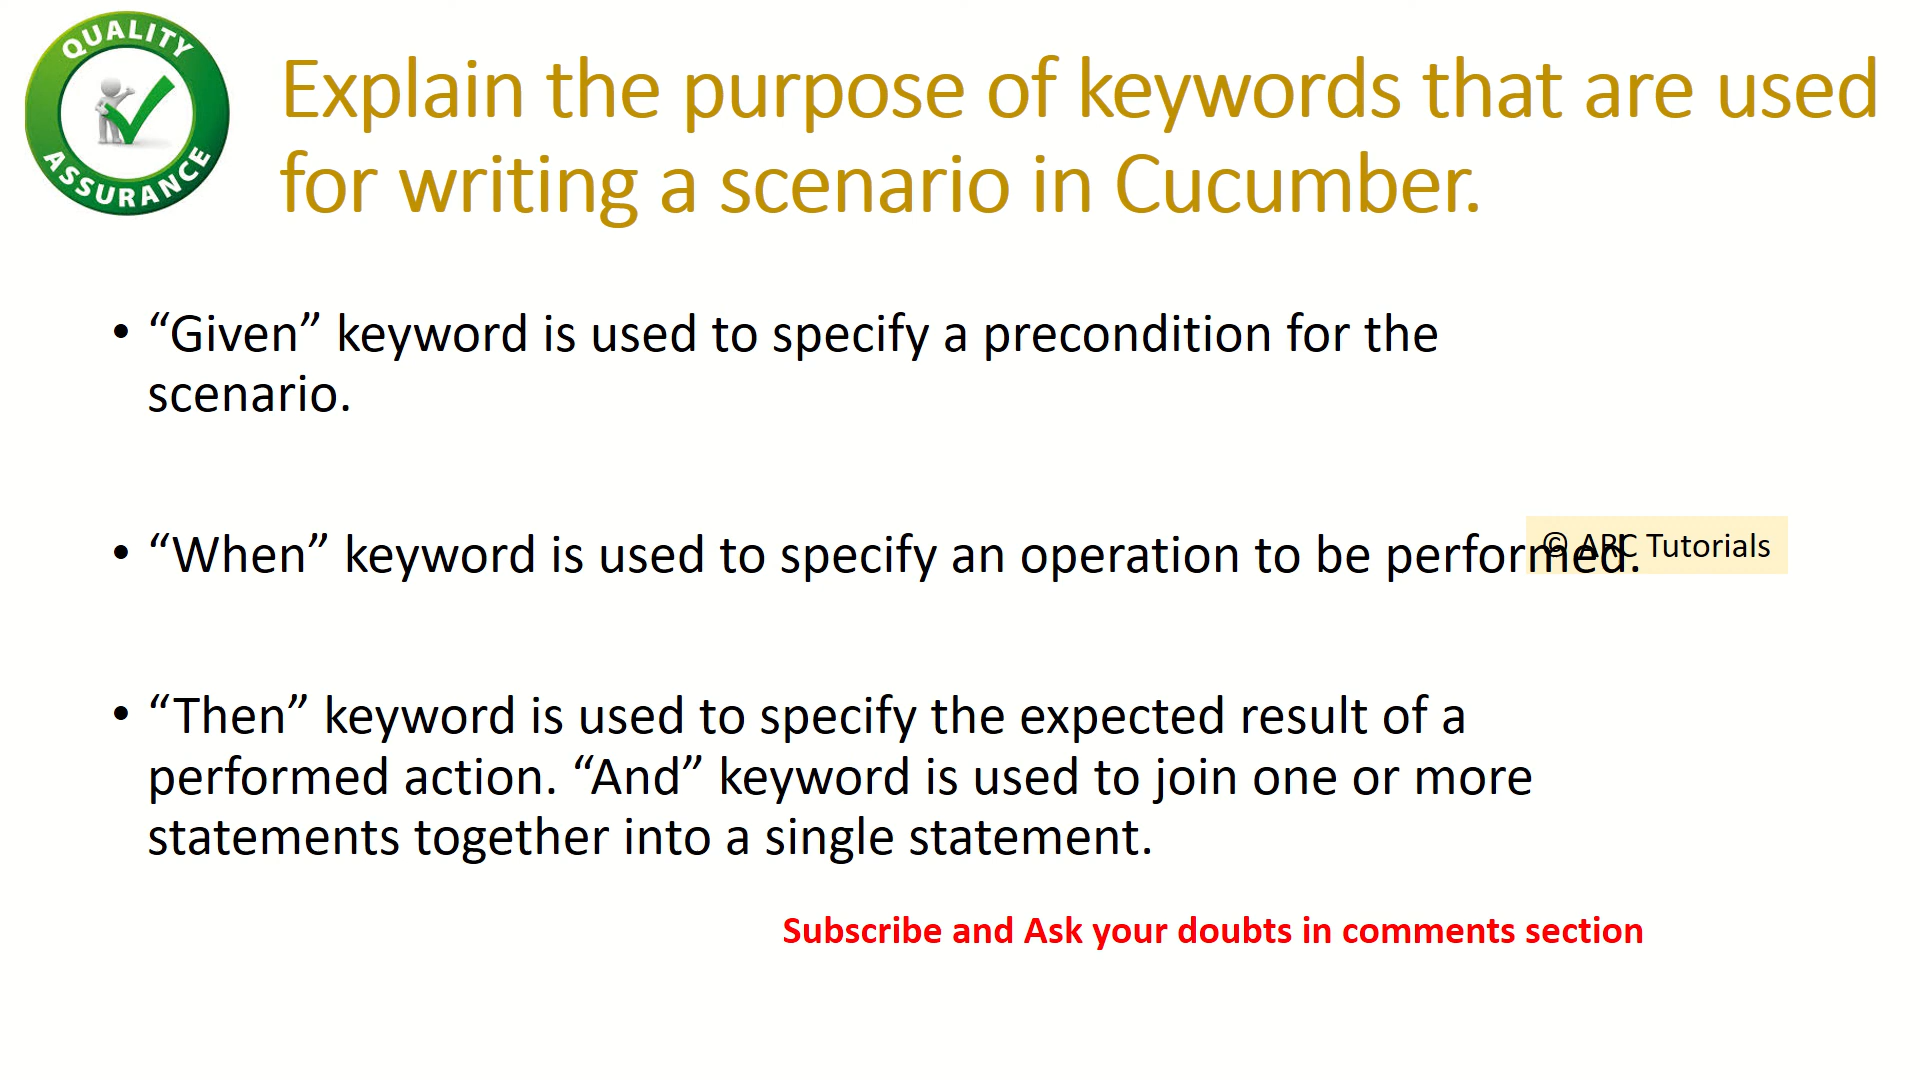 QUALITY
ASSURANCE
Explain the purpose of keywords that are used
for writing a scenario in Cucumber.
• “Given” keyword is used to specify a precondition for the
scenario.
• “When” keyword is used to specify an operation to be performed.
© ARC Tutorials
• “Then” keyword is used to specify the expected result of a
performed action. “And” keyword is used to join one or more
statements together into a single statement.
Subscribe and Ask your doubts in comments section